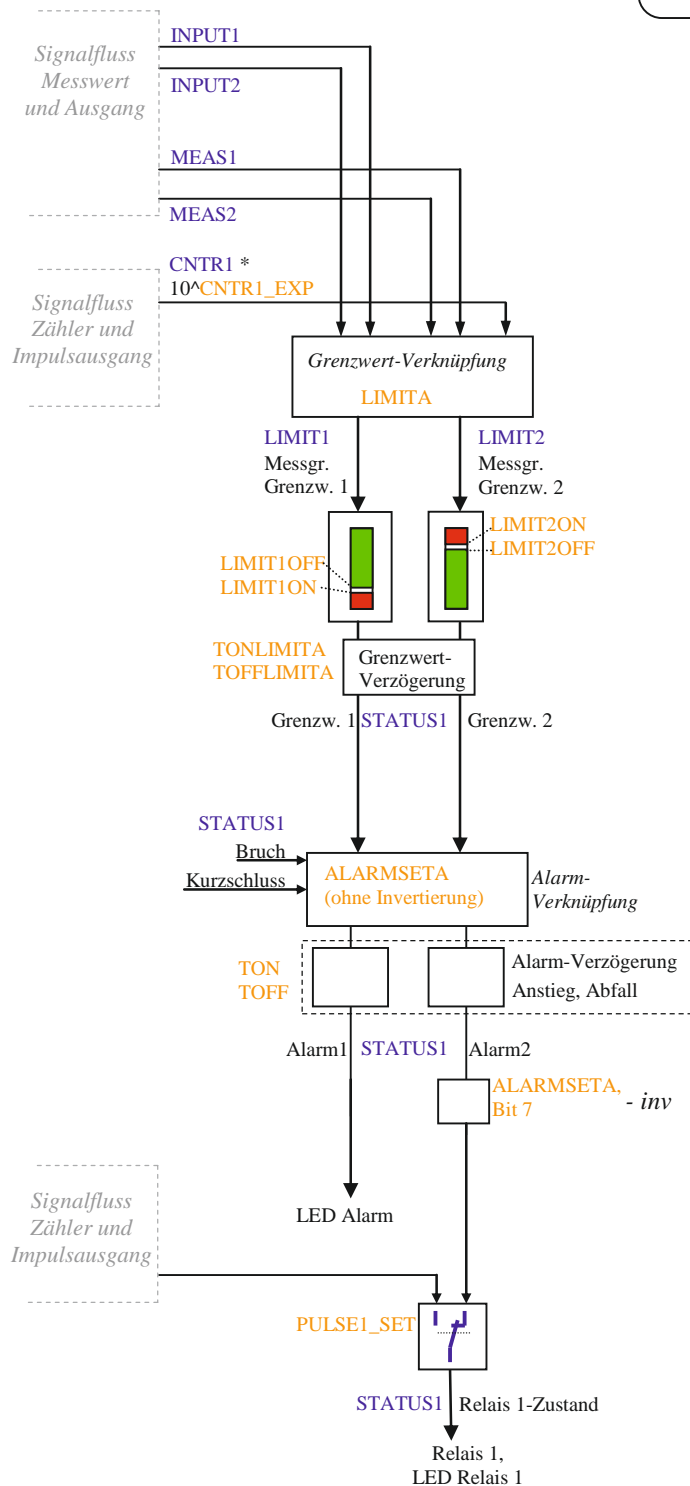 INPUT1
Signalfluss
Messwert
und Ausgang
INPUT2
MEAS1
MEAS2
CNTR1 *
10^CNTR1_EXP
Signalfluss
Zähler und
Impulsausgang
Grenzwert-Verknüpfung
LIMITA
LIMIT1
Messgr.
Grenzw. 1
LIMIT2
Messgr.
Grenzw. 2
LIMIT2ON
LIMIT2OFF
LIMIT1OFF
LIMIT1ON
TONLIMITA
TOFFLIMITA
Grenzwert-
Verzögerung
Grenzw. 1 STATUS1 Grenzw. 2
STATUS1
Bruch
Kurzschluss
ALARMSETA
(ohne Invertierung)
Alarm-
Verknüpfung
TON
TOFF
Alarm-Verzögerung
Anstieg, Abfall
Alarm1 STATUS1 Alarm2
ALARMSETA,
Bit 7
- inv
Signalfluss
Zähler und
Impulsausgang
LED Alarm
PULSE1_SET
STATUS1 Relais 1-Zustand
Relais 1,
LED Relais 1